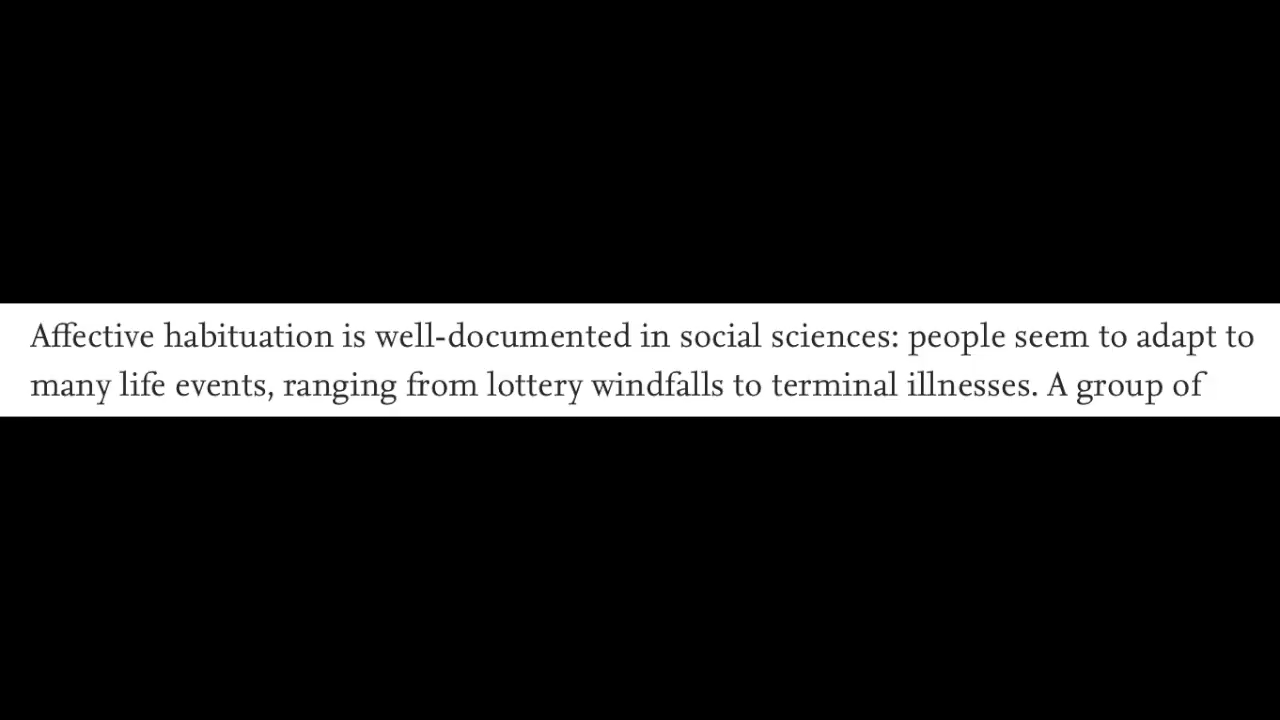 Affective habituation is well-documented in social sciences: people seem to adapt to
many life events, ranging from lottery windfalls to terminal illnesses. A group of